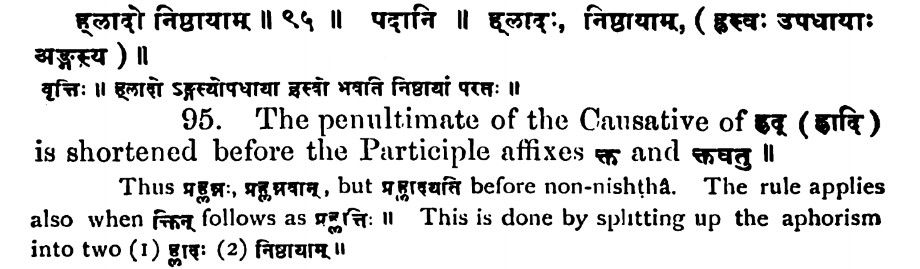 ह्लादो निष्ठायाम् ॥ ९५ ॥ पदानि ॥ ह्लादः, निष्ठायाम्, ( ह्रस्वः उपधायाः
अङ्गस्य ) ॥
वृत्तिः ॥ ह्लादो ऽङ्गस्योपधाया ह्रस्वो भवति निष्ठायां परतः ॥
95. The penultimate of the Causative of ह्लद् (ह्लादि)
is shortened before the Participle affixes क्त and क्तवतु ॥
Thus प्रह्लन्नः, प्रह्लन्नवान्, but प्रह्लादयति before non-nishṭhâ. The rule applies
also when क्तिन् follows as प्रह्लत्तिः ॥ This is done by splitting up the aphorism
into two (1) ह्लादः (2) निष्ठायाम् ॥